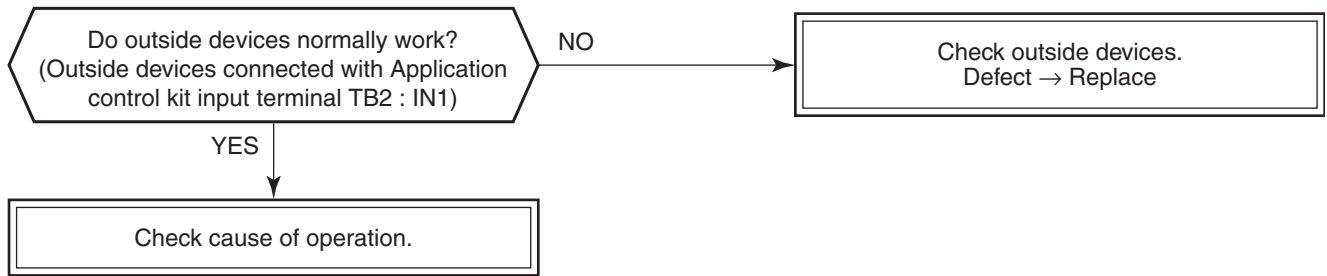 Do outside devices normally work?
(Outside devices connected with Application
control kit input terminal TB2 : IN1)
NO
Check outside devices.
Defect → Replace
YES
Check cause of operation.